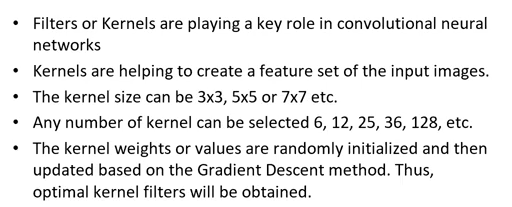 • Filters or Kernels are playing a key role in convolutional neural
networks
• Kernels are helping to create a feature set of the input images.
• The kernel size can be 3x3, 5x5 or 7x7 etc.
• Any number of kernel can be selected 6, 12, 25, 36, 128, etc.
• The kernel weights or values are randomly initialized and then
updated based on the Gradient Descent method. Thus,
optimal kernel filters will be obtained.